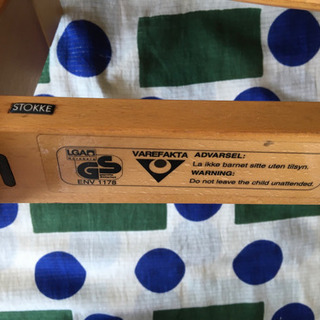 STOKKE
LGA
GS
ENV 1178
VAREFAKTA
ADVARSEL:
La ikke barnet sitte uten tilsyn.
WARNING:
Do not leave the child unattended.